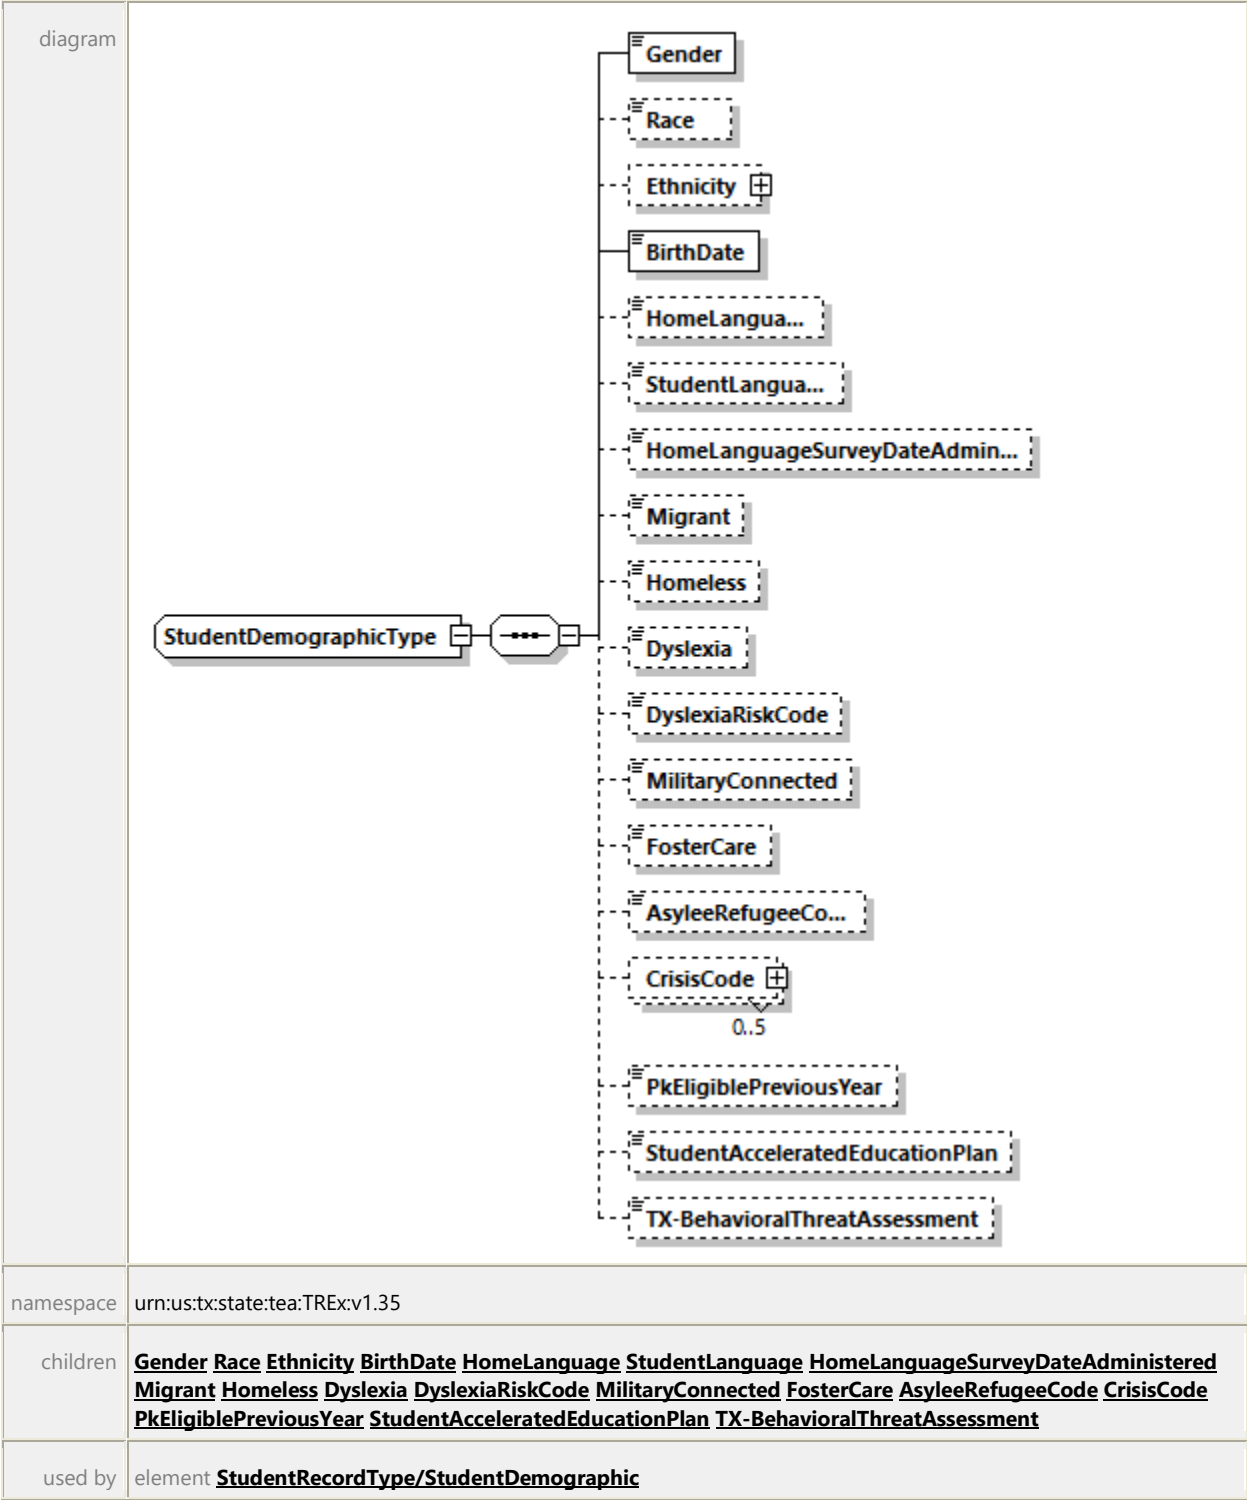 diagram
Gender
Race
Ethnicity
BirthDate
HomeLangua...
StudentLangua...
HomeLanguageSurveyDateAdmin...
Migrant
Homeless
StudentDemographicType
Dyslexia
DyslexiaRiskCode
MilitaryConnected
FosterCare
AsyleeRefugeeCo...
CrisisCode
0..5
PkEligiblePreviousYear
StudentAcceleratedEducationPlan
TX-BehavioralThreatAssessment
namespace urn:us:tx:state:tea:TREx:v1.35
children Gender Race Ethnicity BirthDate HomeLanguage StudentLanguage HomeLanguageSurveyDateAdministered
Migrant Homeless Dyslexia DyslexiaRiskCode MilitaryConnected FosterCare AsyleeRefugeeCode CrisisCode
PkEligiblePreviousYear StudentAcceleratedEducationPlan TX-BehavioralThreatAssessment
used by element StudentRecordType/StudentDemographic